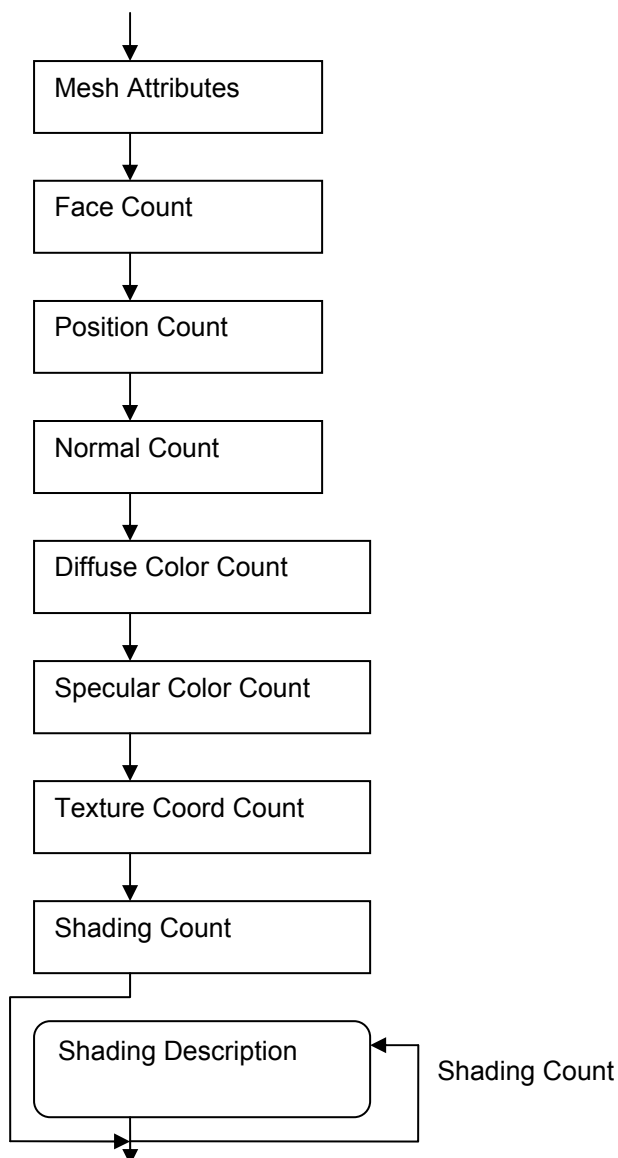 Mesh Attributes
Face Count
Position Count
Normal Count
Diffuse Color Count
Specular Color Count
Texture Coord Count
Shading Count
Shading Description
Shading Count